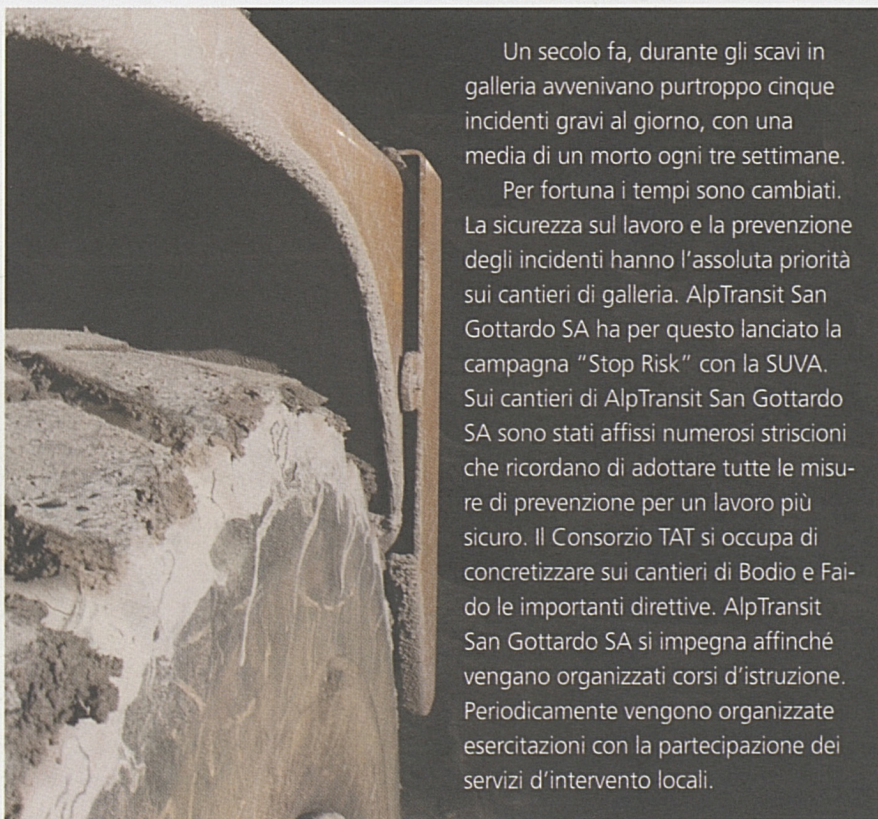 Un secolo fa, durante gli scavi in
galleria avvenivano purtroppo cinque
incidenti gravi al giorno, con una
media di un morto ogni tre settimane.
Per fortuna i tempi sono cambiati.
La sicurezza sul lavoro e la prevenzione
degli incidenti hanno l'assoluta priorità
sui cantieri di galleria. AlpTransit San
Gottardo SA ha per questo lanciato la
campagna "Stop Risk" con la SUVA.
Sui cantieri di AlpTransit San Gottardo
SA sono stati affissi numerosi striscioni
che ricordano di adottare tutte le misu-
re di prevenzione per un lavoro più
sicuro. Il Consorzio TAT si occupa di
concretizzare sui cantieri di Bodio e Fai-
do le importanti direttive. AlpTransit
San Gottardo SA si impegna affinché
vengano organizzati corsi d'istruzione.
Periodicamente vengono organizzate
esercitazioni con la partecipazione dei
servizi d'intervento locali.